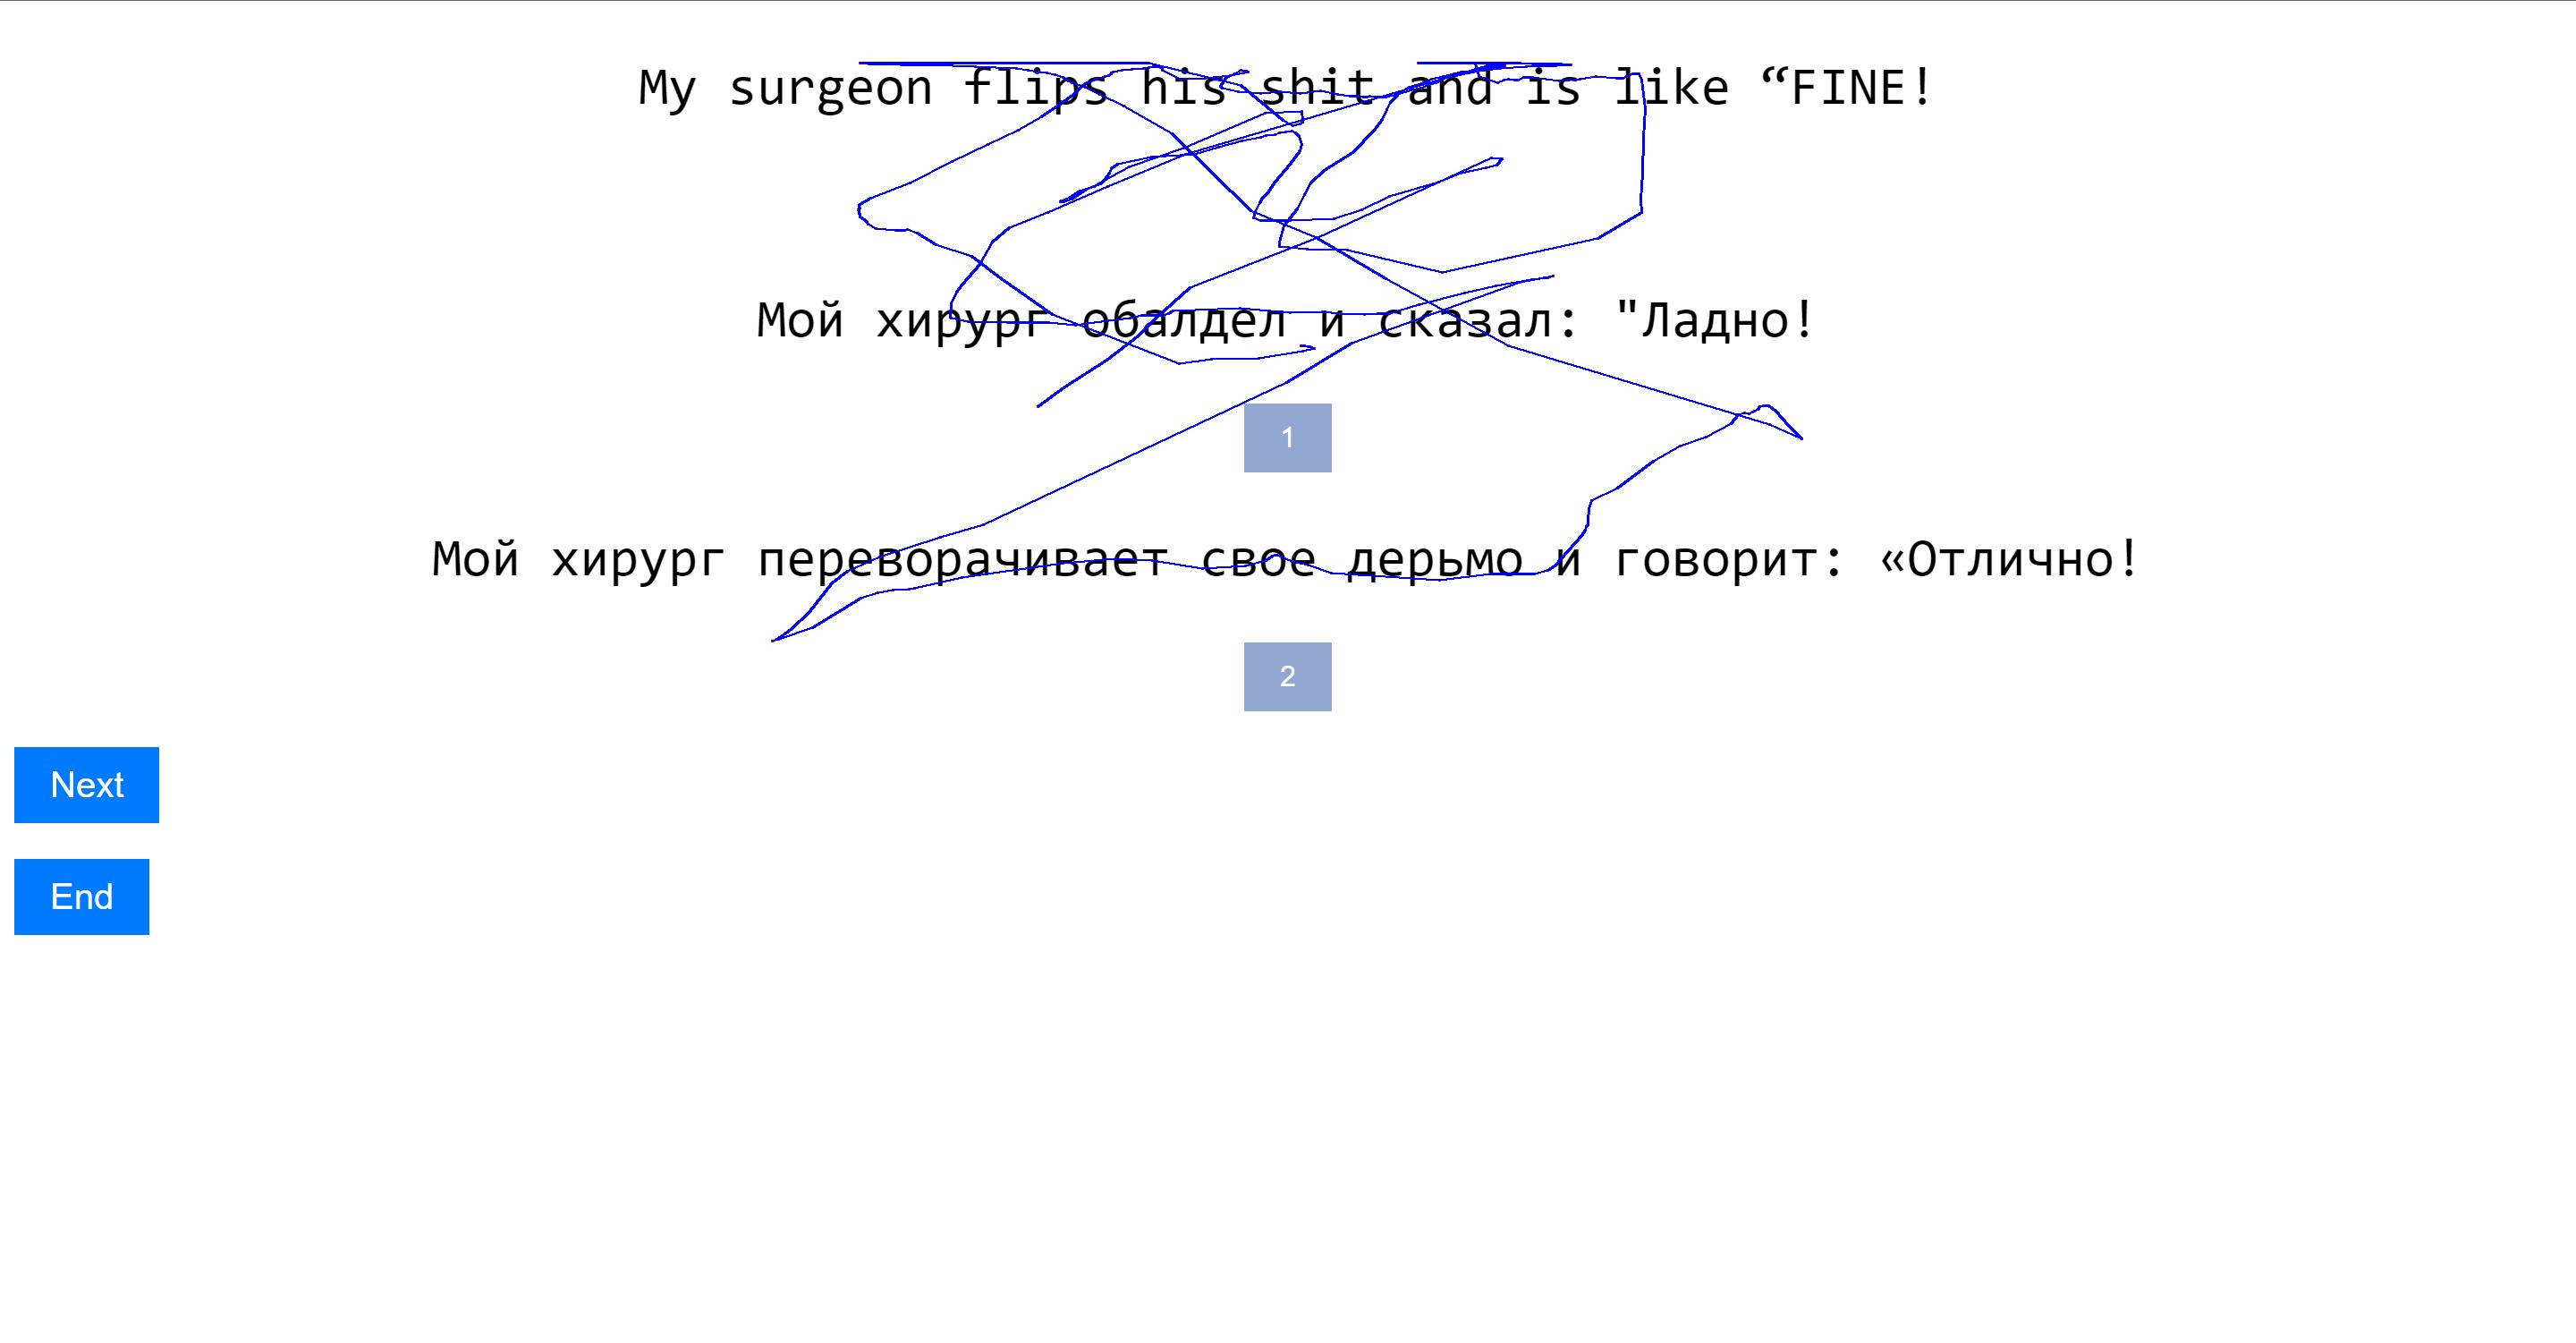 My surgeon flips his shit and is like “FINE!
Мой хирург обалдел и сказал: "Ладно!
1
Мой хирург переворачивает свое дерьмо и говорит: «Отлично!
2
Next
End